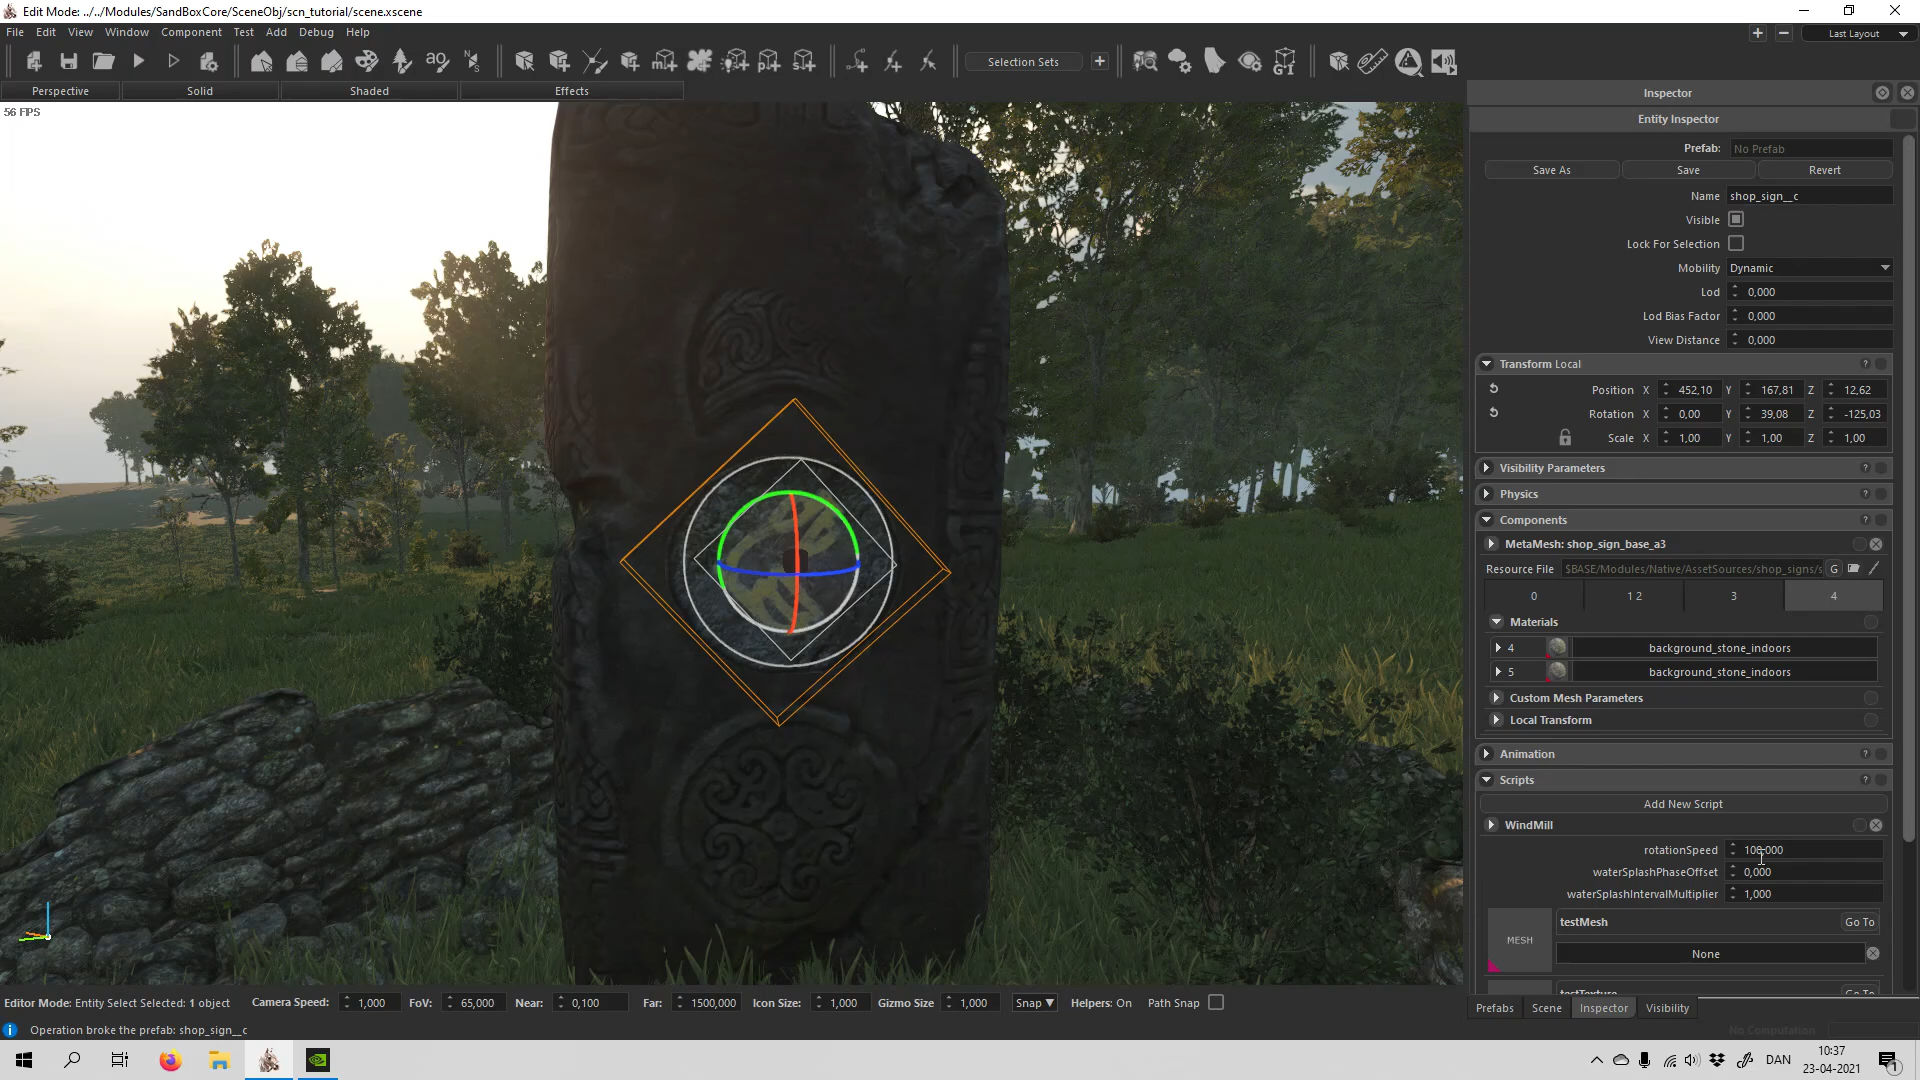 Edit Mode: ../../Modules/SandBoxCore/SceneObj/scn_tutorial/scene.xscene
File Edit View Window Component Test Add Debug Help
Last Layout
Selection Sets
Perspective Solid Shaded Effects
56 FPS
Inspector
Entity Inspector
Prefab: No Prefab
Save As Save Revert
Name shop_sign__c
Visible
Lock For Selection
Mobility Dynamic
Lod 0,000
Lod Bias Factor 0,000
View Distance 0,000
Transform Local
Position X 452,10 Y 167,81 Z 12,62
Rotation X 0,00 Y 39,08 Z -125,03
Scale X 1,00 Y 1,00 Z 1,00
Visibility Parameters
Physics
Components
MetaMesh: shop_sign_base_a3
Resource File $BASE/Modules/Native/AssetSources/shop_signs/s G
0 1 2 3 4
Materials
4 background_stone_indoors
5 background_stone_indoors
Custom Mesh Parameters
Local Transform
Animation
Scripts
Add New Script
WindMill
rotationSpeed 100,000
waterSplashPhaseOffset 0,000
waterSplashIntervalMultiplier 1,000
MESH
testMesh Go To
None
testTexture Go To
Editor Mode: Entity Select Selected: 1 object Camera Speed: 1,000 FoV: 65,000 Near: 0,100 Far: 1500,000 Icon Size: 1,000 Gizmo Size 1,000 Snap Helpers: On Path Snap
Prefabs Scene Inspector Visibility
Operation broke the prefab: shop_sign__c
No Computation
DAN
10:37
23-04-2021
1